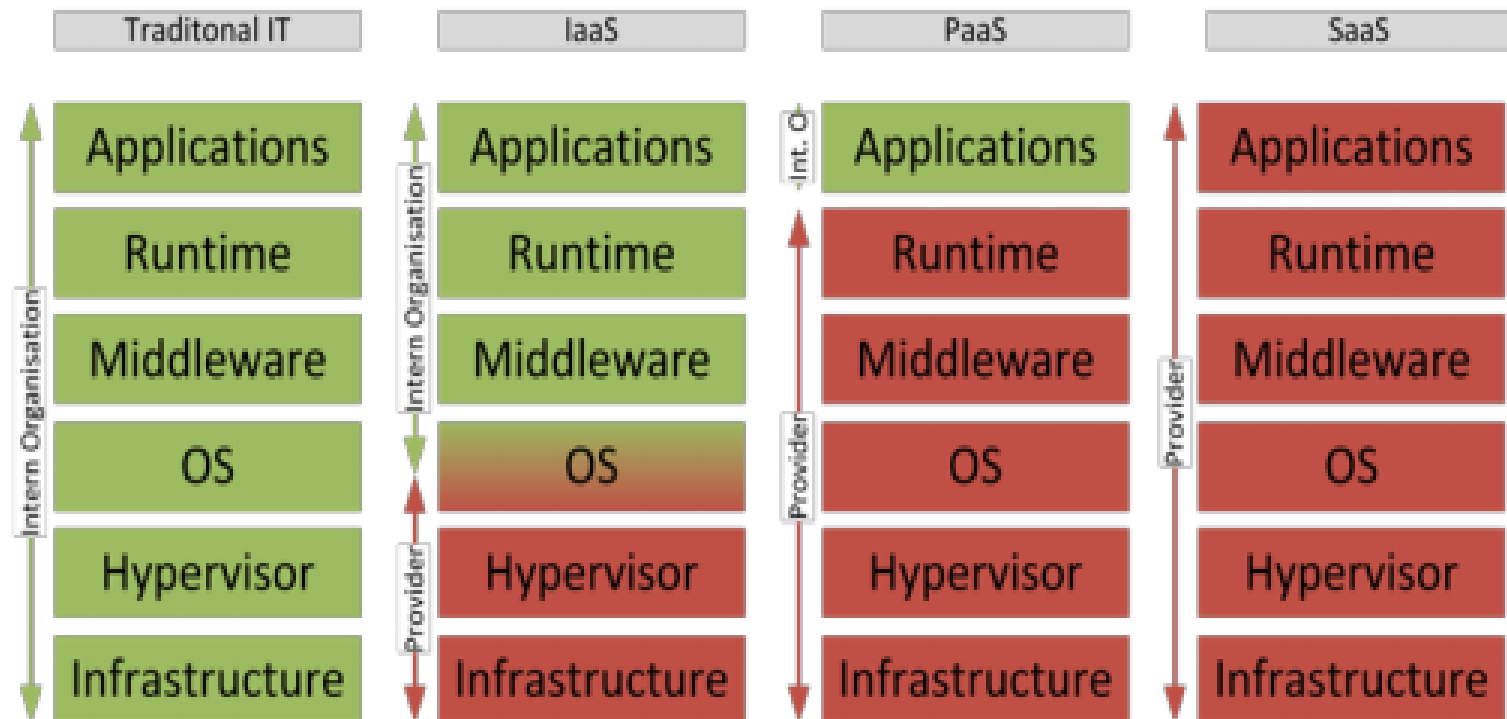 Traditonal IT
IaaS
PaaS
SaaS
Intern Organisation
Applications
Runtime
Middleware
OS
Hypervisor
Infrastructure
Intern Organisation
Provider
Applications
Runtime
Middleware
OS
Hypervisor
Infrastructure
Int. O
Provider
Applications
Runtime
Middleware
OS
Hypervisor
Infrastructure
Provider
Applications
Runtime
Middleware
OS
Hypervisor
Infrastructure